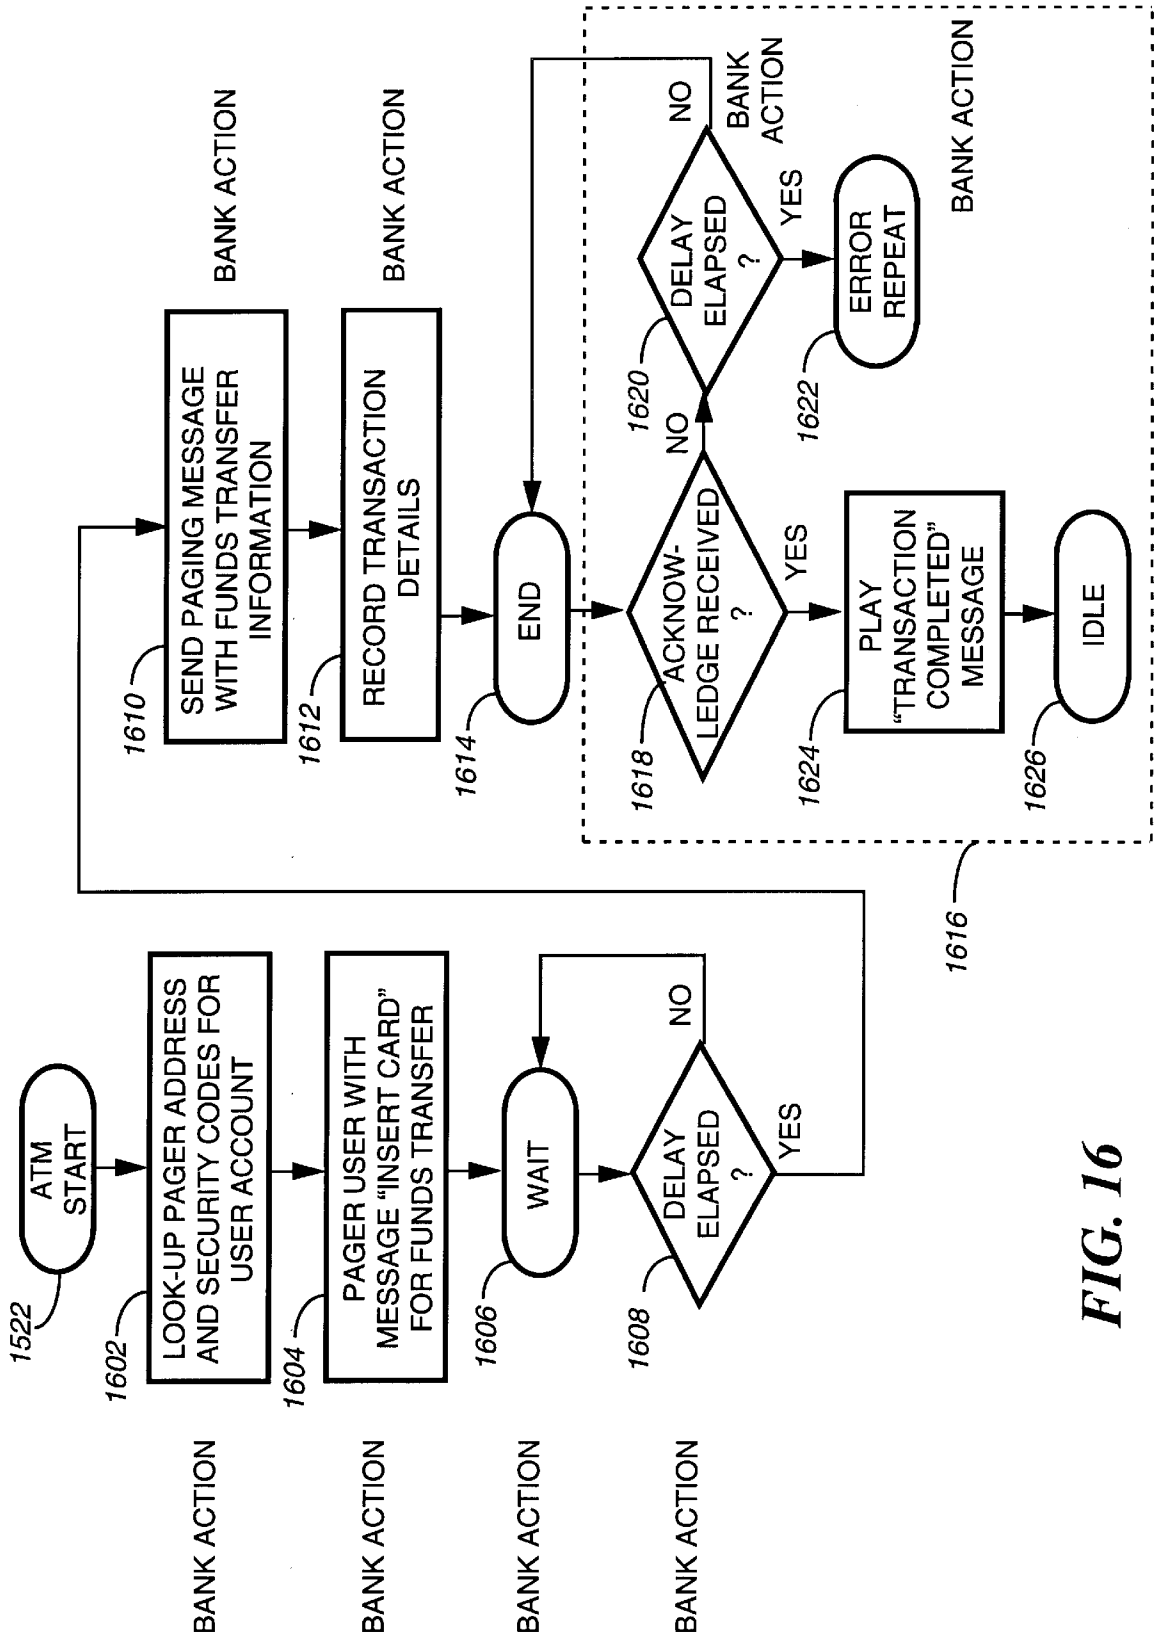 1522
ATM
START
BANK ACTION
1602
LOOK-UP PAGER ADDRESS
AND SECURITY CODES FOR
USER ACCOUNT
BANK ACTION
1604
PAGER USER WITH
MESSAGE “INSERT CARD”
FOR FUNDS TRANSFER
BANK ACTION
1606
WAIT
BANK ACTION
1608
DELAY
ELAPSED
?
NO
YES
1610
SEND PAGING MESSAGE
WITH FUNDS TRANSFER
INFORMATION
BANK ACTION
1612
RECORD TRANSACTION
DETAILS
BANK ACTION
1614
END
1618
ACKNOW-
LEDGE RECEIVED
?
NO
YES
1620
DELAY
ELAPSED
?
NO
BANK
ACTION
YES
1622
ERROR
REPEAT
1624
PLAY
“TRANSACTION
COMPLETED”
MESSAGE
BANK ACTION
1626
IDLE
1616
FIG. 16